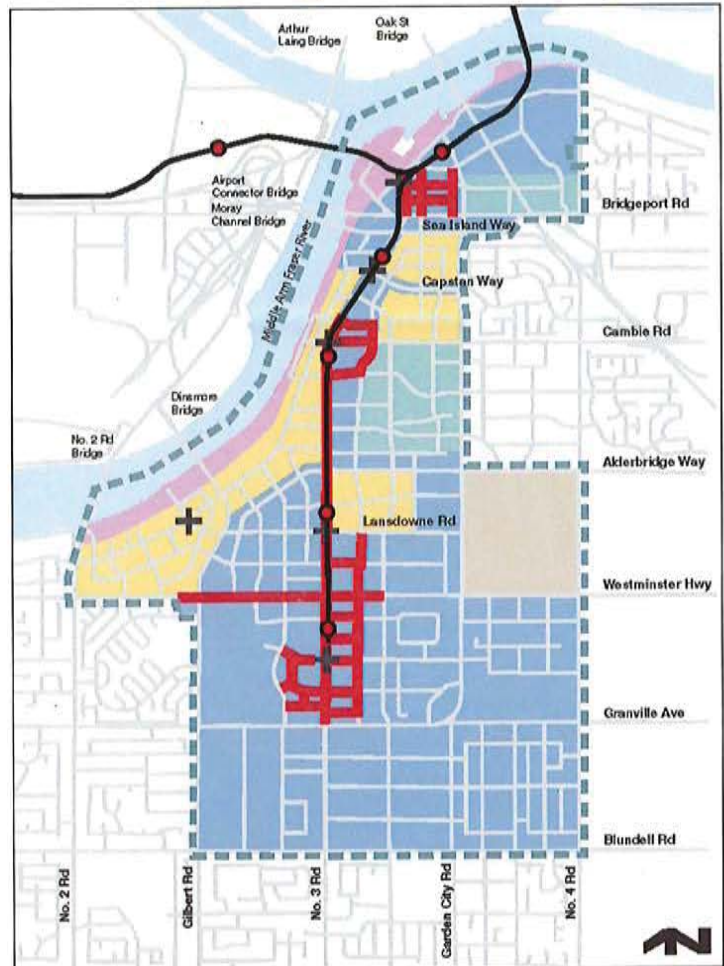 Arthur
Laing Bridge
Oak St
Bridge
Airport
Connector Bridge
Moray
Channel Bridge
Bridgeport Rd
Sea Island Way
Middle Arm Fraser River
Capstan Way
Cambie Rd
Dinsmore
Bridge
No. 2 Rd
Bridge
Alderbridge Way
Lansdowne Rd
Westminster Hwy
Granville Ave
Blundell Rd
No. 2 Rd
Gilbert Rd
No. 3 Rd
Garden City Rd
No. 4 Rd
N